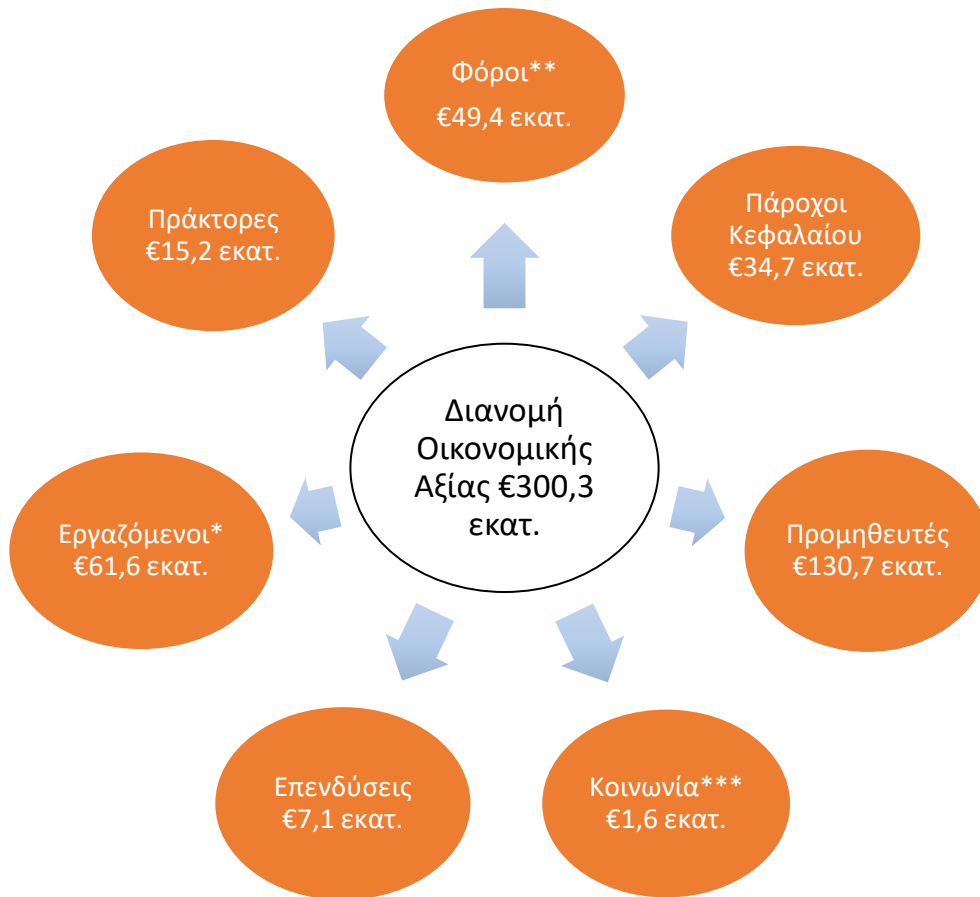 Φόροι**
€49,4 εκατ.
Πάροχοι
Κεφαλαίου
€34,7 εκατ.
Πράκτορες
€15,2 εκατ.
Διανομή
Οικονομικής
Αξίας €300,3
εκατ.
Εργαζόμενοι*
€61,6 εκατ.
Προμηθευτές
€130,7 εκατ.
Επενδύσεις
€7,1 εκατ.
Κοινωνία***
€1,6 εκατ.